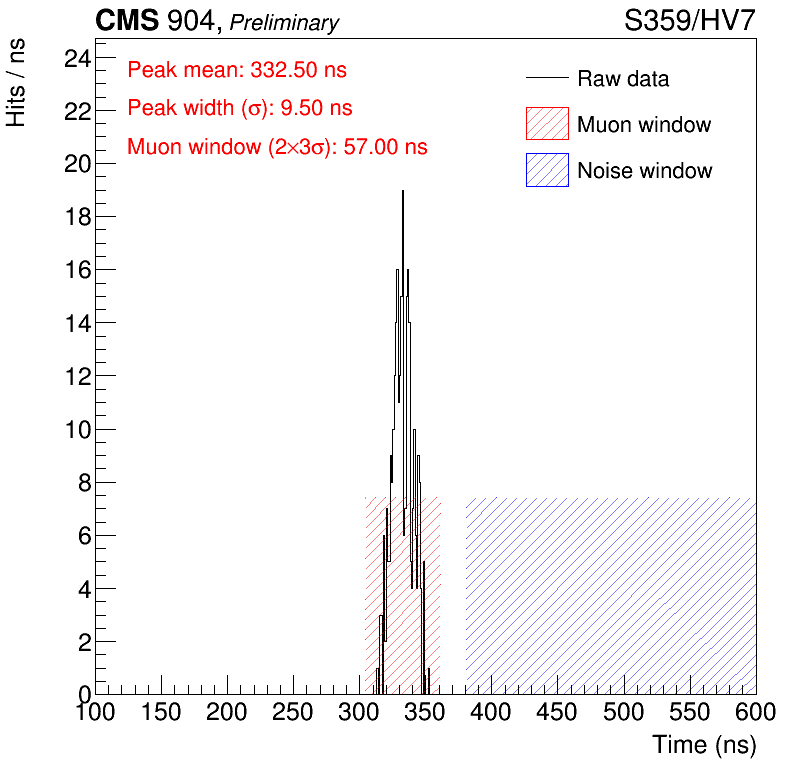 CMS 904, Preliminary
S359/HV7
Hits / ns
Peak mean: 332.50 ns
Peak width (σ): 9.50 ns
Muon window (2×3σ): 57.00 ns
Raw data
Muon window
Noise window
24
22
20
18
16
14
12
10
8
6
4
2
0
100 150 200 250 300 350 400 450 500 550 600
Time (ns)